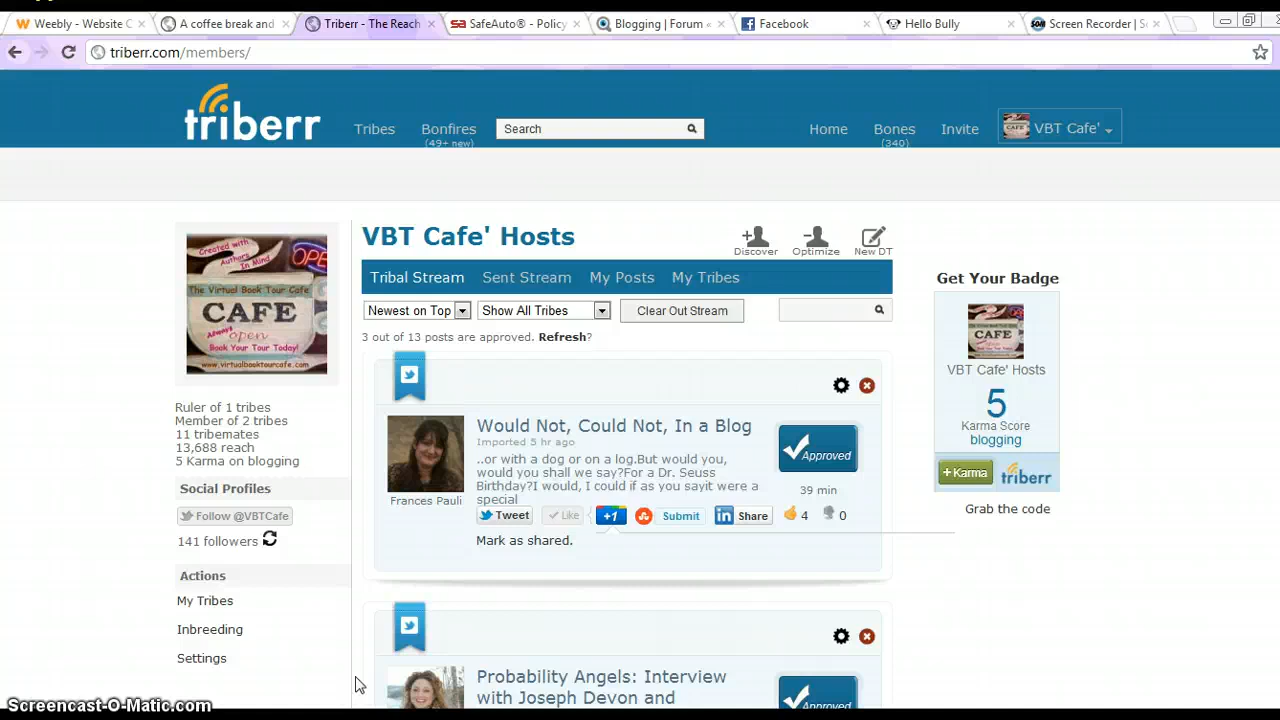 Weebly - Website C
A coffee break and
Triberr - The Reach
SafeAuto® - Policy
Blogging | Forum «
Facebook
Hello Bully
Screen Recorder | S
triberr.com/members/
triberr
Tribes
Bonfires
(49+ new)
Search
Home
Bones
(340)
Invite
CAFE
VBT Cafe'
Created with
Authors
In Mind
OPE
The Virtual Book Tour Cafe
CAFE
Always
open
Book Your Tour Today!
www.virtualbooktourcafe.com
Ruler of 1 tribes
Member of 2 tribes
11 tribemates
13,688 reach
5 Karma on blogging
Social Profiles
Follow @VBTCafe
141 followers
Actions
My Tribes
Inbreeding
Settings
VBT Cafe' Hosts
Discover
Optimize
New DT
Tribal Stream
Sent Stream
My Posts
My Tribes
Newest on Top
Show All Tribes
Clear Out Stream
3 out of 13 posts are approved. Refresh?
Frances Pauli
Would Not, Could Not, In a Blog
Imported 5 hr ago
..or with a dog or on a log.But would you,
would you shall we say?For a Dr. Seuss
Birthday?I would, I could if as you sayit were a
special
Approved
39 min
Tweet
Like
+1
Submit
in Share
4
0
Mark as shared.
Probability Angels: Interview
with Joseph Devon and
Approved
Get Your Badge
CAFE
VBT Cafe' Hosts
5
Karma Score
blogging
+Karma
triberr
Grab the code
Screencast-O-Matic.com